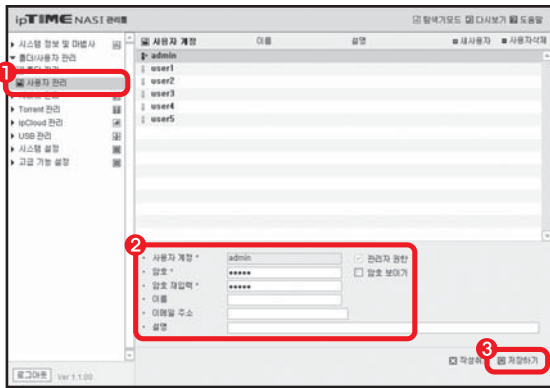 ipTIME NAS1 관리툴
탐색기모드 다시보기 도움말
시스템 정보 및 마법사
폴더/사용자 관리
1
사용자 관리
Torrent 관리
ipCloud 관리
USB 관리
시스템 설정
고급 기능 설정
로그아웃 Ver 1.1.00
사용자 계정 이름 설명 새사용자 사용자삭제
admin
user1
user2
user3
user4
user5
2
사용자 계정 * admin 관리자 권한
암호 * ••••• 암호 보이기
암호 재입력 * •••••
이름
이메일 주소
설명
3
저장하기